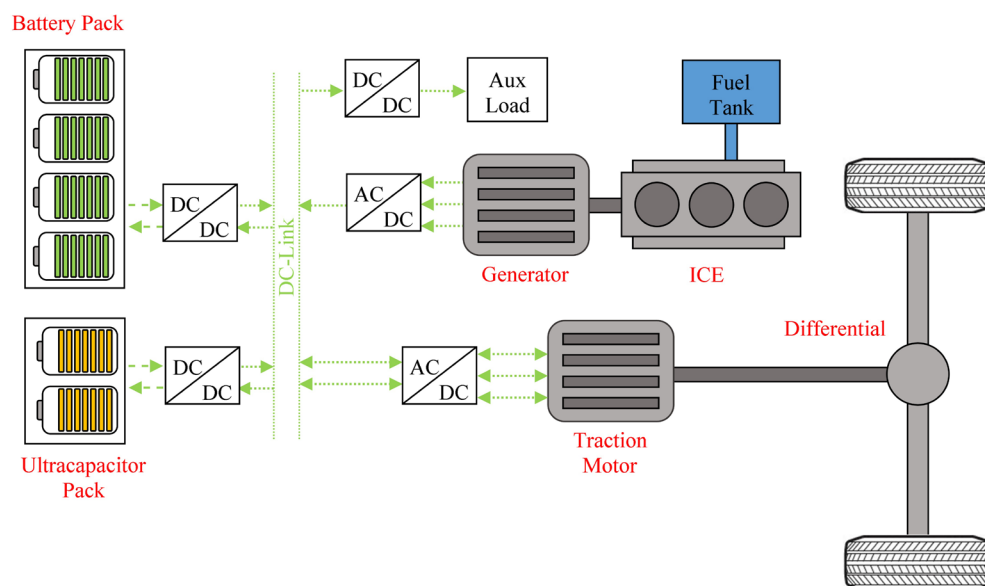 Battery Pack
DC
DC
Aux
Load
Fuel
Tank
DC
DC
AC
DC
Generator
ICE
DC-Link
Differential
DC
DC
AC
DC
Ultracapacitor
Pack
Traction
Motor